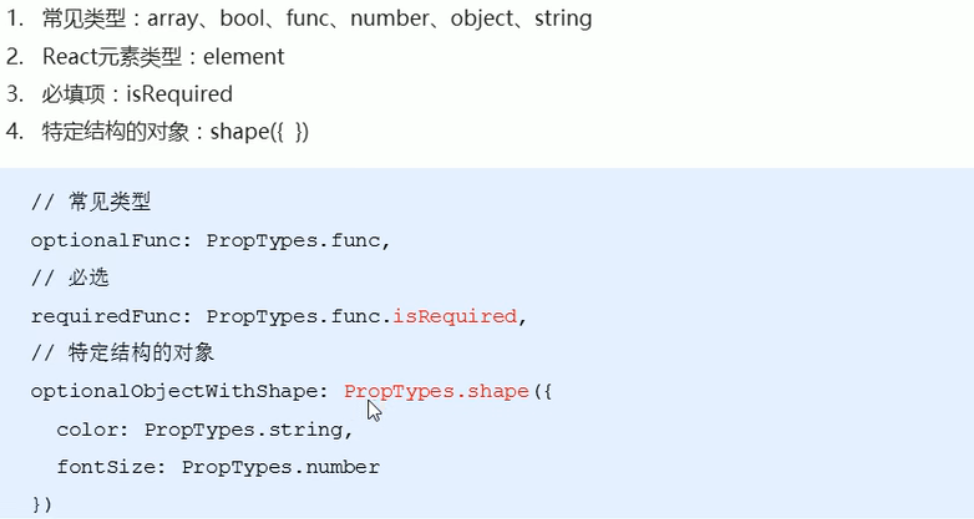 1. 常见类型：array、bool、func、number、object、string
2. React元素类型：element
3. 必填项：isRequired
4. 特定结构的对象：shape({ })
// 常见类型
optionalFunc: PropTypes.func,
// 必选
requiredFunc: PropTypes.func.isRequired,
// 特定结构的对象
optionalObjectWithShape: PropTypes.shape({
  color: PropTypes.string,
  fontSize: PropTypes.number
})